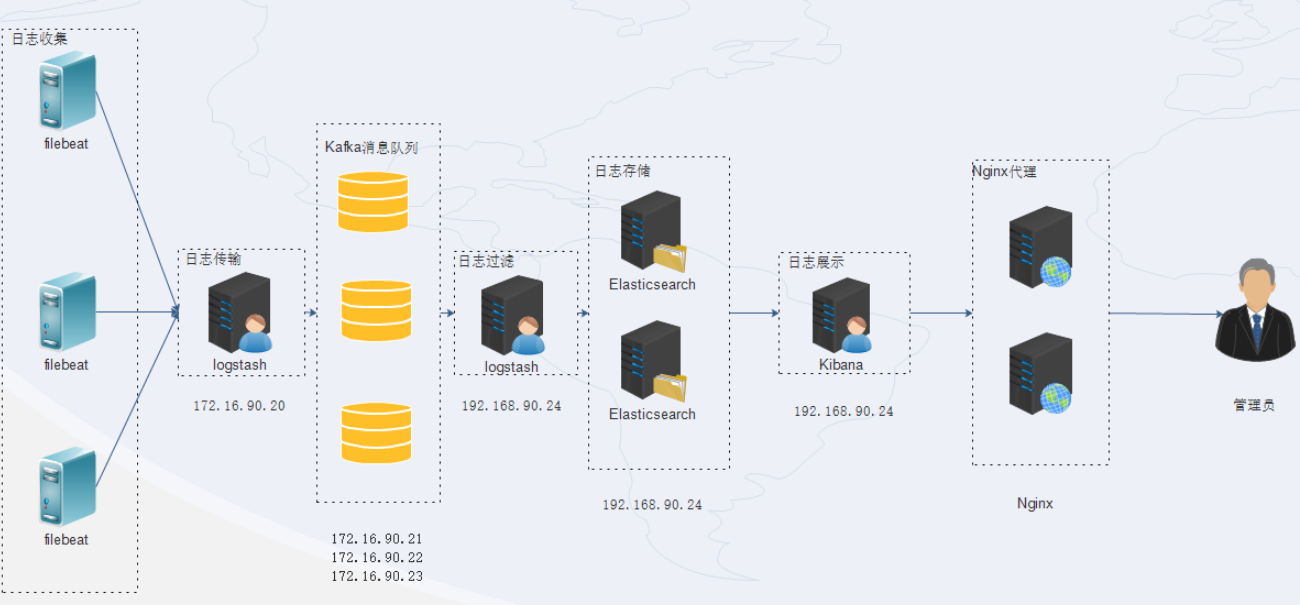 日志收集
filebeat
filebeat
filebeat
日志传输
logstash
172.16.90.20
Kafka消息队列
172.16.90.21
172.16.90.22
172.16.90.23
日志过滤
logstash
192.168.90.24
日志存储
Elasticsearch
Elasticsearch
192.168.90.24
日志展示
Kibana
192.168.90.24
Nginx代理
Nginx
管理员